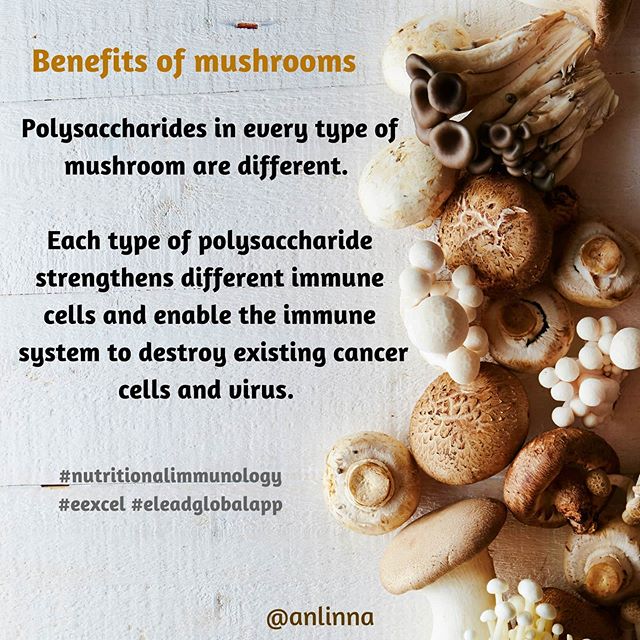 Benefits of mushrooms
Polysaccharides in every type of
mushroom are different.
Each type of polysaccharide
strengthens different immune
cells and enable the immune
system to destroy existing cancer
cells and virus.
#nutritionalimmunology
#eexcel #eleadglobalapp
@anlinna